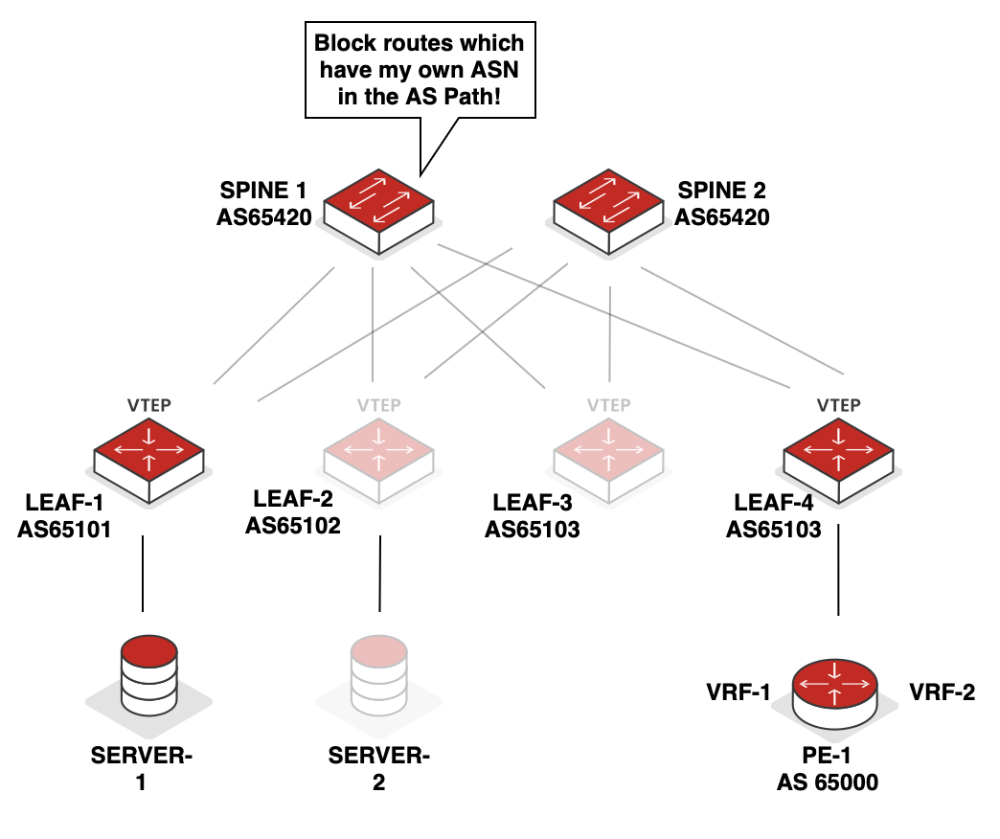 Block routes which
have my own ASN
in the AS Path!
SPINE 1
AS65420
SPINE 2
AS65420
VTEP
VTEP
VTEP
VTEP
LEAF-1
AS65101
LEAF-2
AS65102
LEAF-3
AS65103
LEAF-4
AS65103
VRF-1
VRF-2
SERVER-
1
SERVER-
2
PE-1
AS 65000